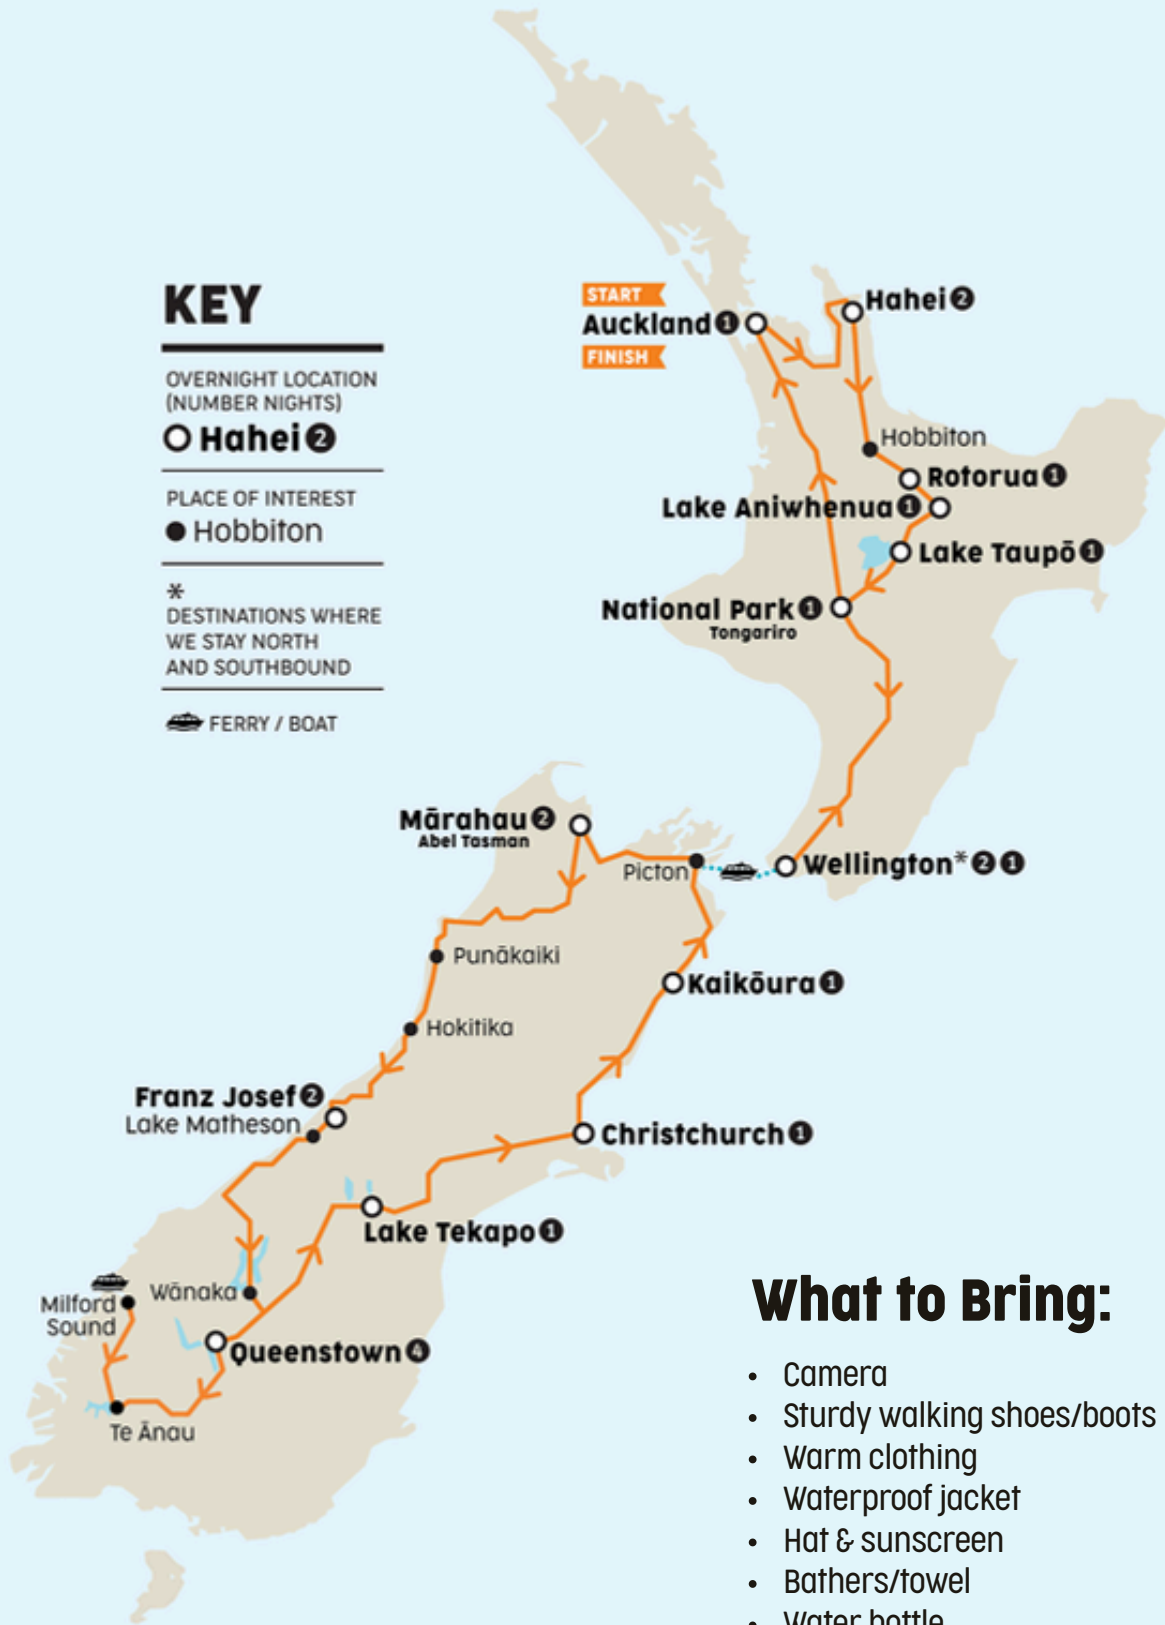 KEY
OVERNIGHT LOCATION
(NUMBER NIGHTS)
Hahei 2
PLACE OF INTEREST
Hobbiton
*
DESTINATIONS WHERE
WE STAY NORTH
AND SOUTHBOUND
FERRY / BOAT
START
Auckland 1
FINISH
Hahei 2
Hobbiton
Rotorua 1
Lake Aniwhenua 1
Lake Taupō 1
National Park 1
Tongariro
Mārahau 2
Abel Tasman
Picton
Wellington* 2 1
Punākaiki
Kaikōura 1
Hokitika
Franz Josef 2
Lake Matheson
Christchurch 1
Lake Tekapo 1
Wānaka
Milford
Sound
Queenstown 4
Te Ānau
What to Bring:
• Camera
• Sturdy walking shoes/boots
• Warm clothing
• Waterproof jacket
• Hat & sunscreen
• Bathers/towel
• Water bottle